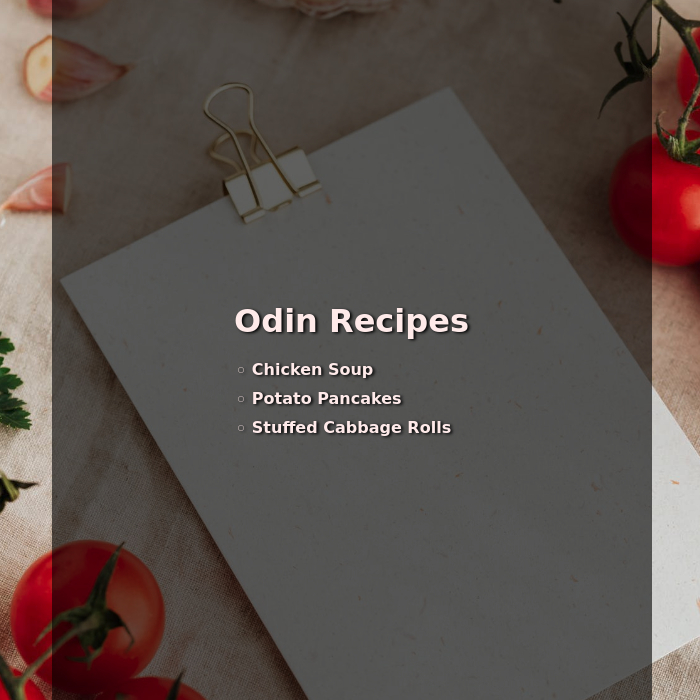 Odin Recipes
Chicken Soup
Potato Pancakes
Stuffed Cabbage Rolls